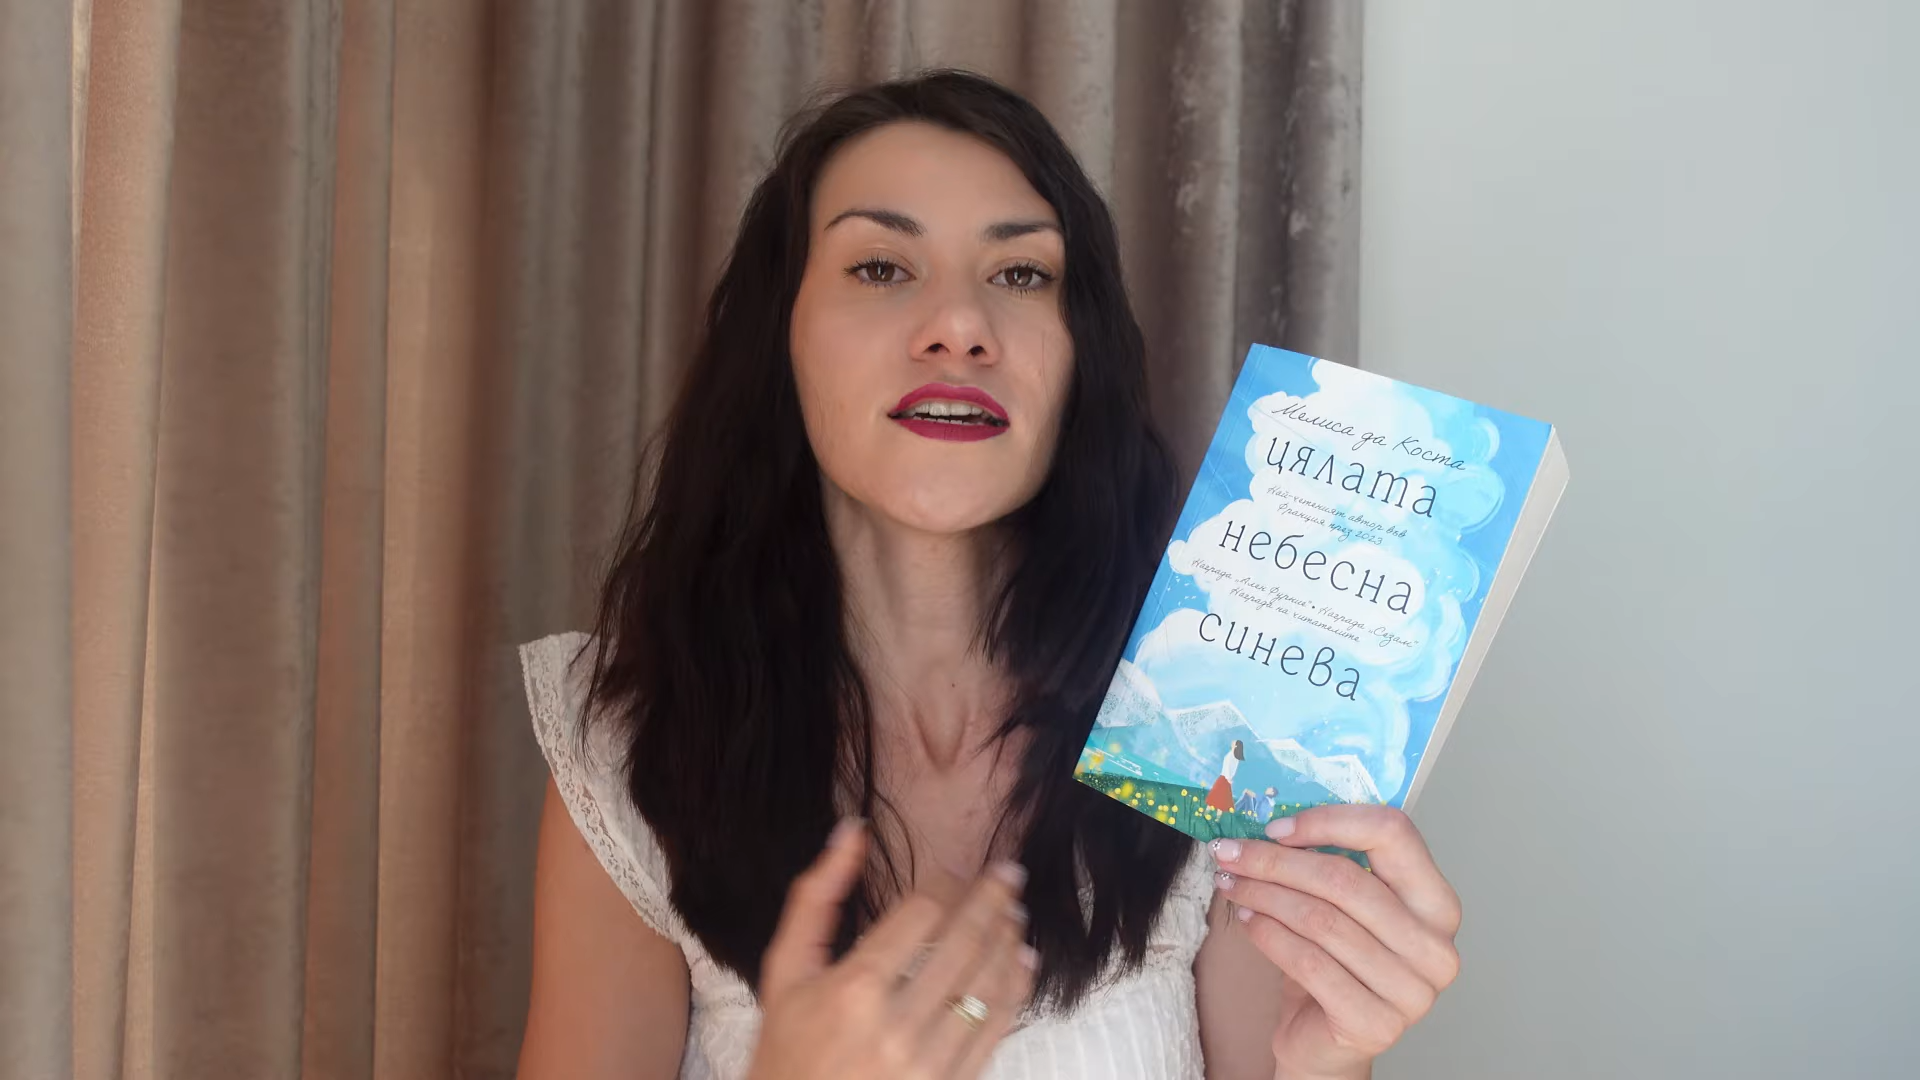 Мелиса да Коста
цялата
Най-четеният автор във
Франция през 2023
небесна
Награда „Ален Фурние“ • Награда „Сезам“
Награда на читателите
синева